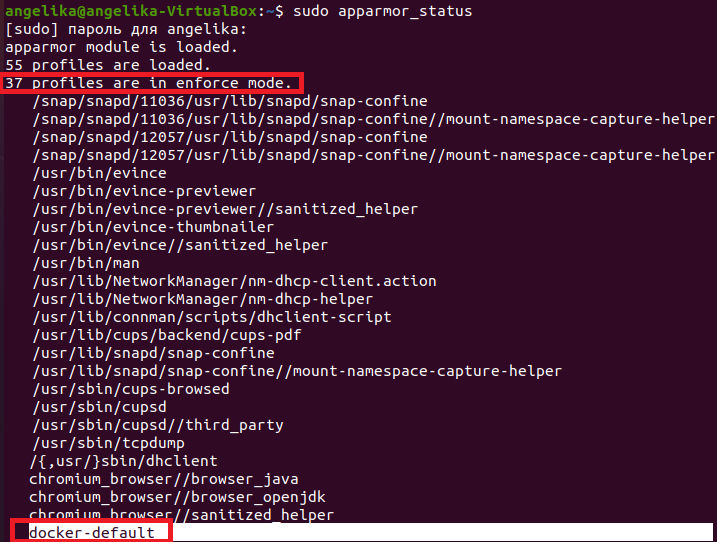 angelika@angelika-VirtualBox:~$ sudo apparmor_status
[sudo] пароль для angelika:
apparmor module is loaded.
55 profiles are loaded.
37 profiles are in enforce mode.
/snap/snapd/11036/usr/lib/snapd/snap-confine
/snap/snapd/11036/usr/lib/snapd/snap-confine//mount-namespace-capture-helper
/snap/snapd/12057/usr/lib/snapd/snap-confine
/snap/snapd/12057/usr/lib/snapd/snap-confine//mount-namespace-capture-helper
/usr/bin/evince
/usr/bin/evince-previewer
/usr/bin/evince-previewer//sanitized_helper
/usr/bin/evince-thumbnailer
/usr/bin/evince//sanitized_helper
/usr/bin/man
/usr/lib/NetworkManager/nm-dhcp-client.action
/usr/lib/NetworkManager/nm-dhcp-helper
/usr/lib/connman/scripts/dhclient-script
/usr/lib/cups/backend/cups-pdf
/usr/lib/snapd/snap-confine
/usr/lib/snapd/snap-confine//mount-namespace-capture-helper
/usr/sbin/cups-browsed
/usr/sbin/cupsd
/usr/sbin/cupsd//third_party
/usr/sbin/tcpdump
/{,usr/}sbin/dhclient
chromium_browser//browser_java
chromium_browser//browser_openjdk
chromium_browser//sanitized_helper
docker-default